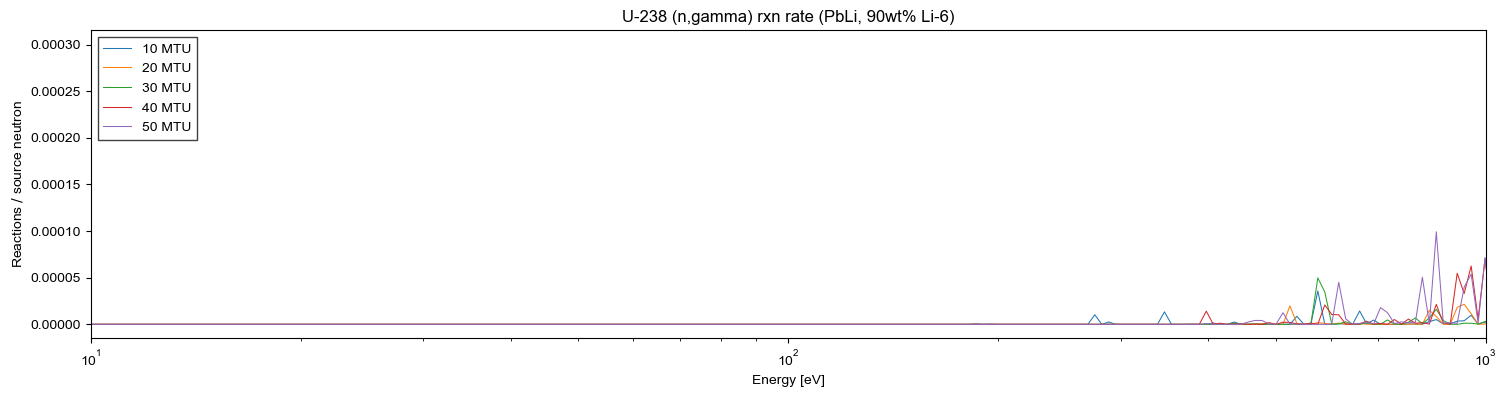 U-238 (n,gamma) rxn rate (PbLi, 90wt% Li-6)
10 MTU
20 MTU
30 MTU
40 MTU
50 MTU
Reactions / source neutron
0.00030
0.00025
0.00020
0.00015
0.00010
0.00005
0.00000
10¹ 10² 10³
Energy [eV]